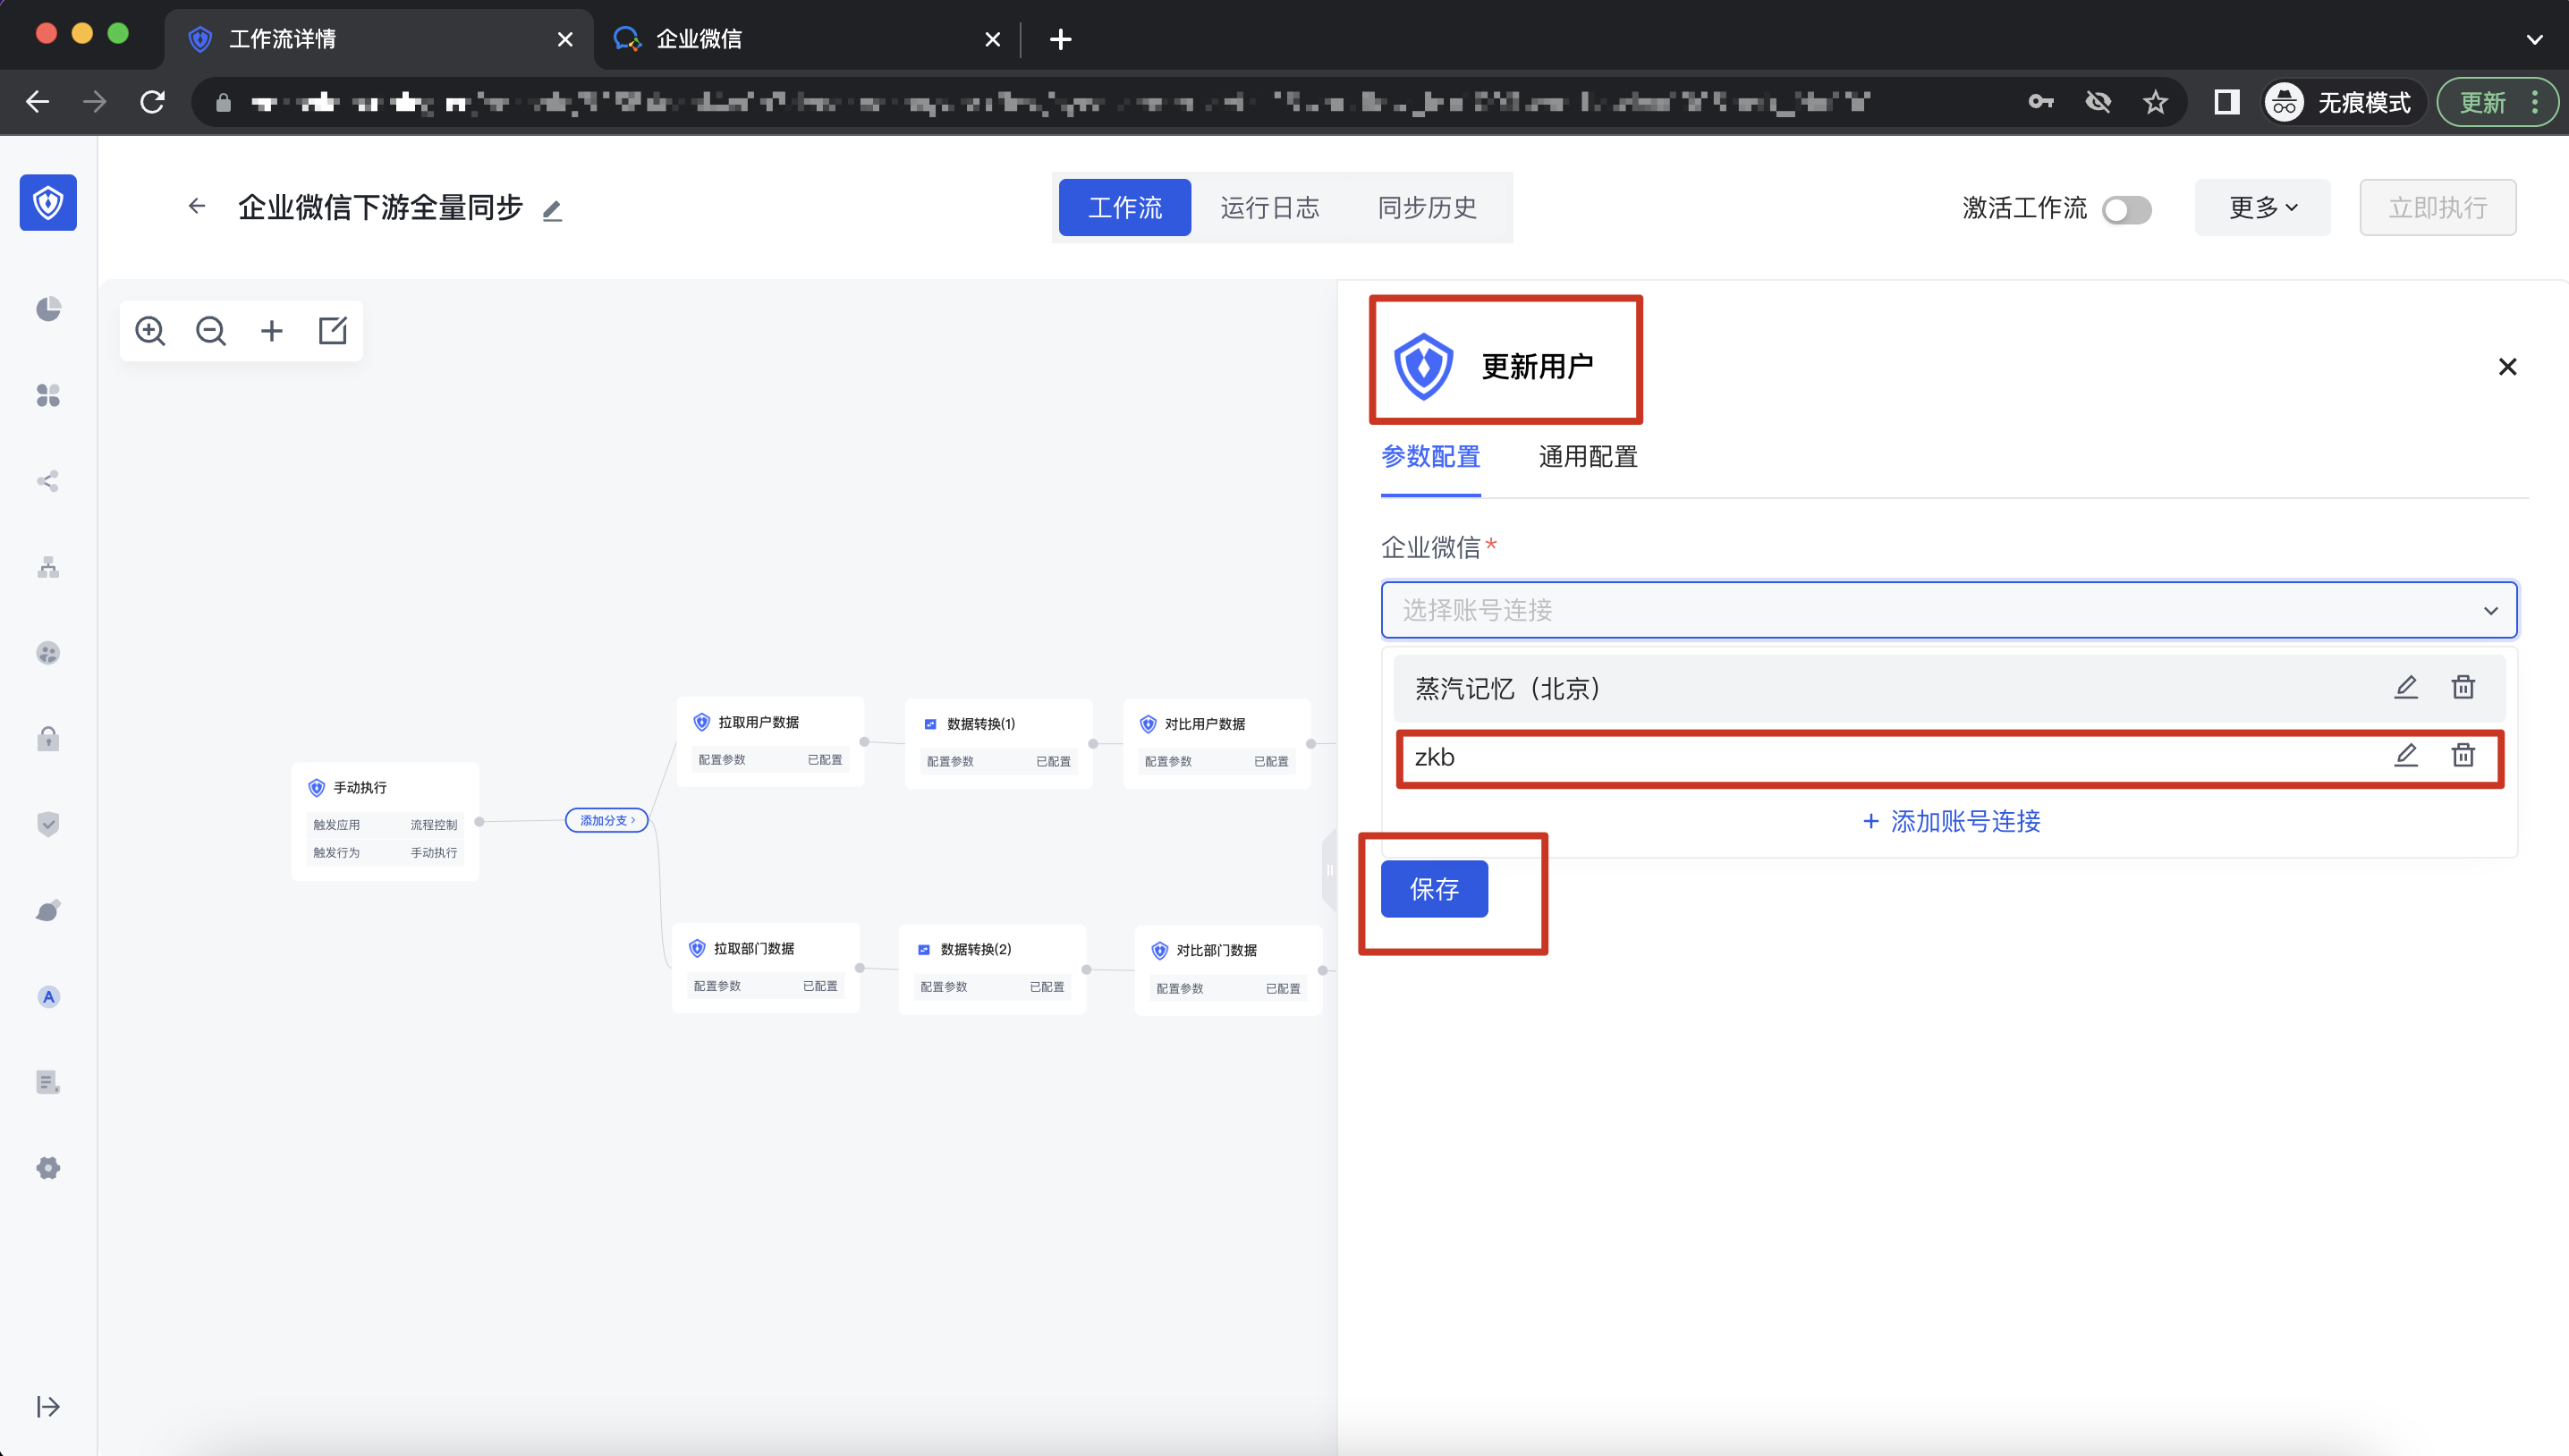 工作流详情
企业微信
无痕模式
更新
企业微信下游全量同步
工作流
运行日志
同步历史
激活工作流
更多
立即执行
更新用户
参数配置
通用配置
企业微信*
选择账号连接
蒸汽记忆（北京）
zkb
+ 添加账号连接
保存
手动执行
触发应用 流程控制
触发行为 手动执行
添加分支 >
拉取用户数据
配置参数 已配置
数据转换(1)
配置参数 已配置
对比用户数据
配置参数 已配置
拉取部门数据
配置参数 已配置
数据转换(2)
配置参数 已配置
对比部门数据
配置参数 已配置
A